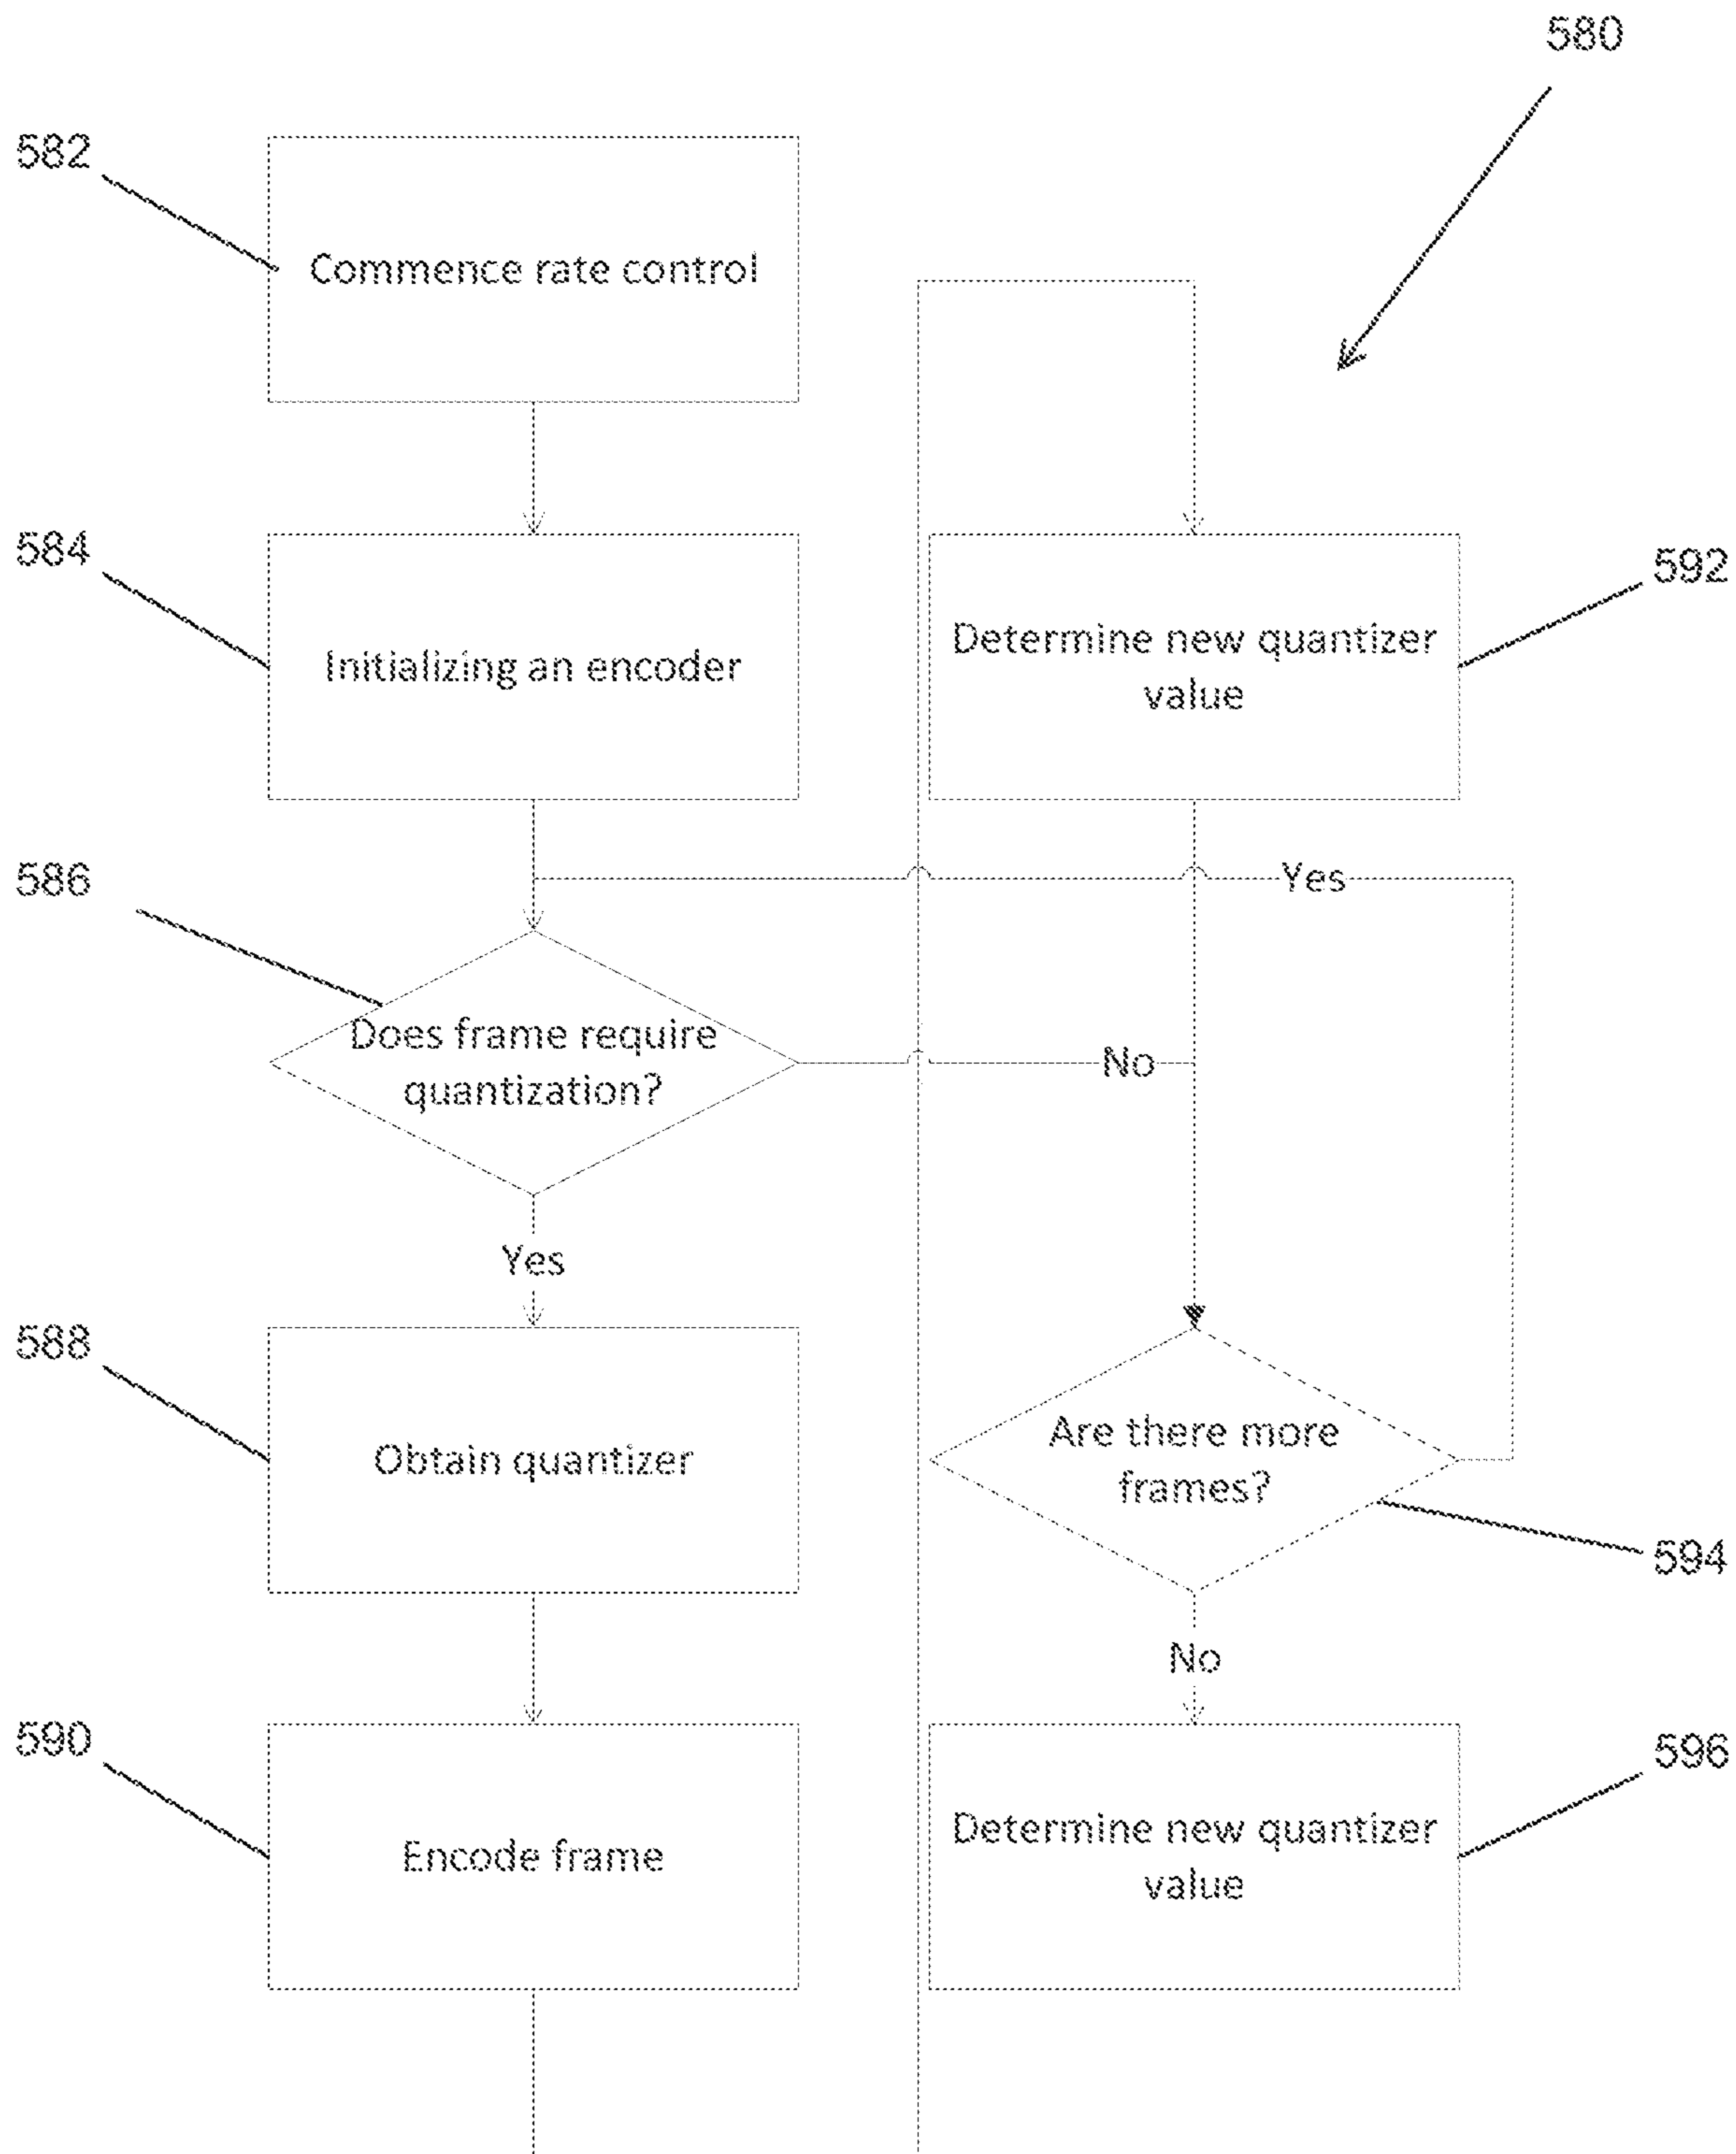 580
582
Commence rate control
584
Initializing an encoder
592
Determine new quantizer
value
586
Yes
Does frame require
quantization?
No
Yes
588
Obtain quantizer
Are there more
frames?
594
No
590
Encode frame
596
Determine new quantizer
value